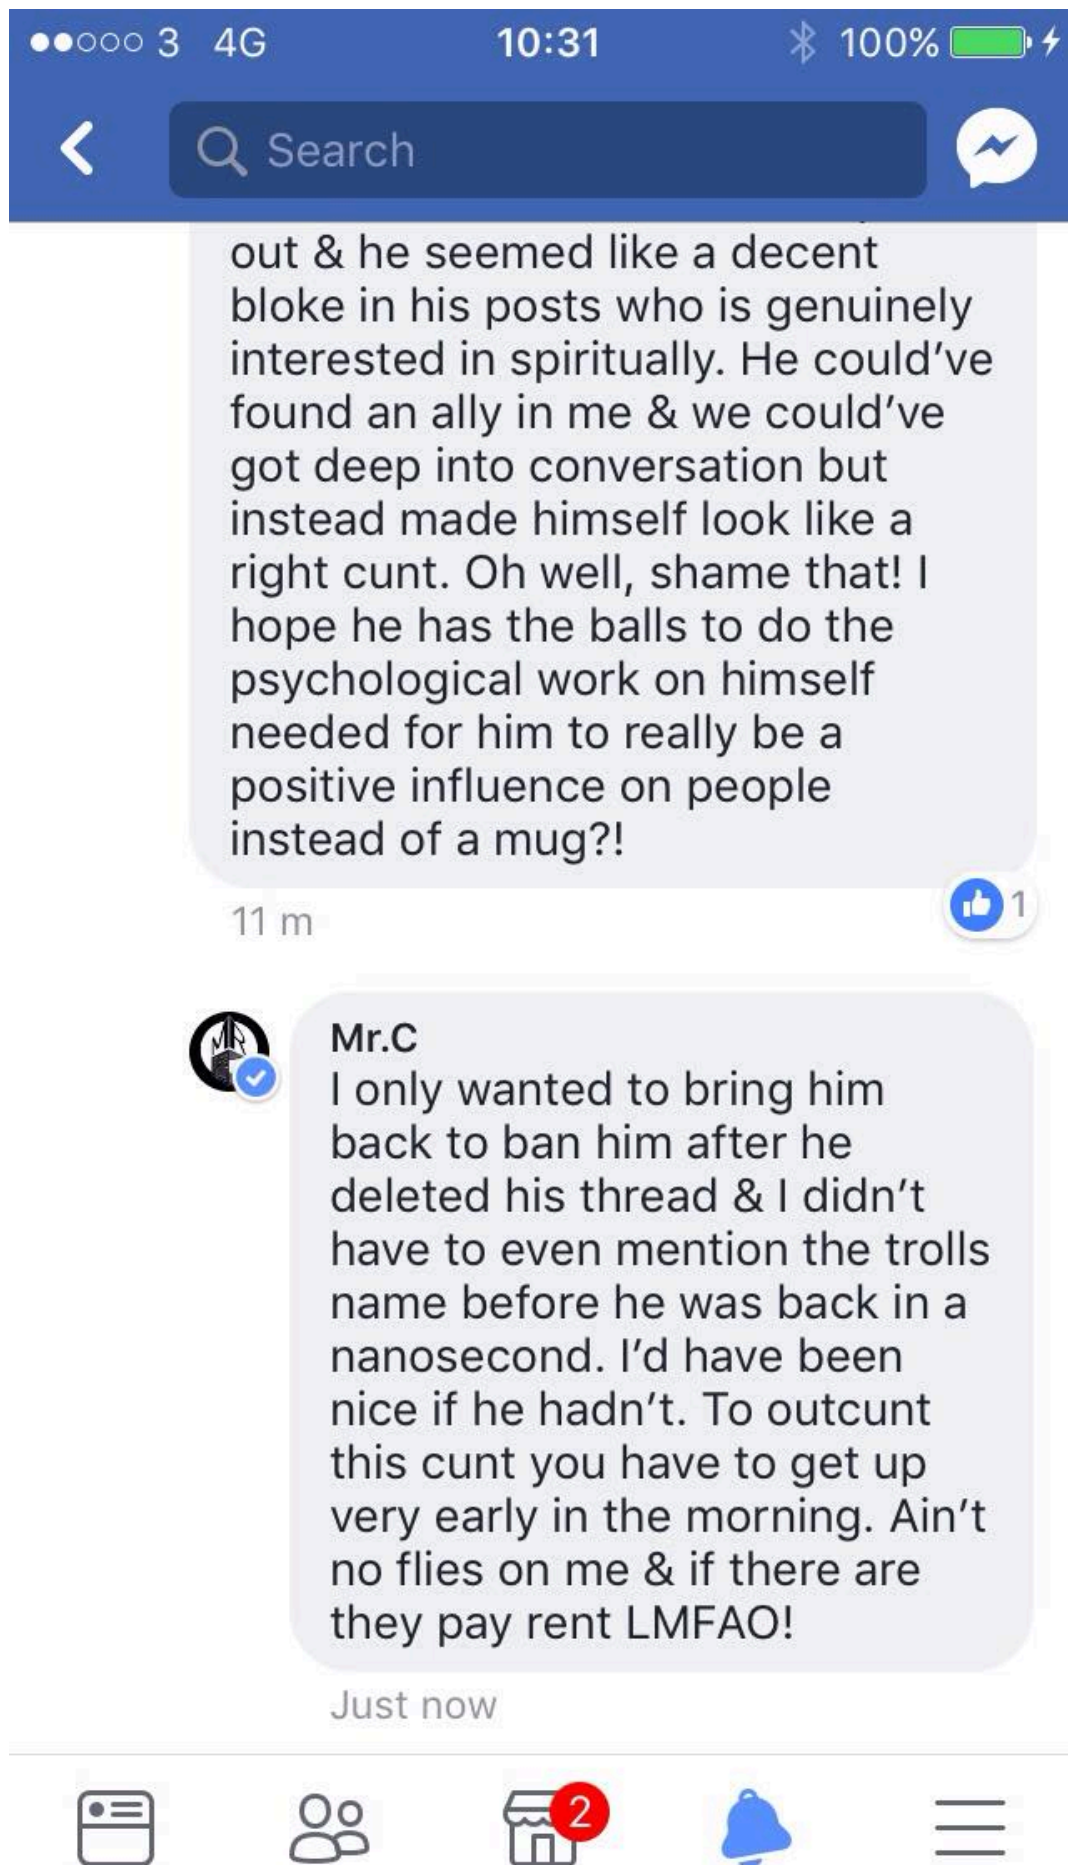 3 4G 10:31 100%
Search
out & he seemed like a decent
bloke in his posts who is genuinely
interested in spiritually. He could’ve
found an ally in me & we could’ve
got deep into conversation but
instead made himself look like a
right cunt. Oh well, shame that! I
hope he has the balls to do the
psychological work on himself
needed for him to really be a
positive influence on people
instead of a mug?!
11 m
1
Mr.C
I only wanted to bring him
back to ban him after he
deleted his thread & I didn’t
have to even mention the trolls
name before he was back in a
nanosecond. I’d have been
nice if he hadn’t. To outcunt
this cunt you have to get up
very early in the morning. Ain’t
no flies on me & if there are
they pay rent LMFAO!
Just now
2